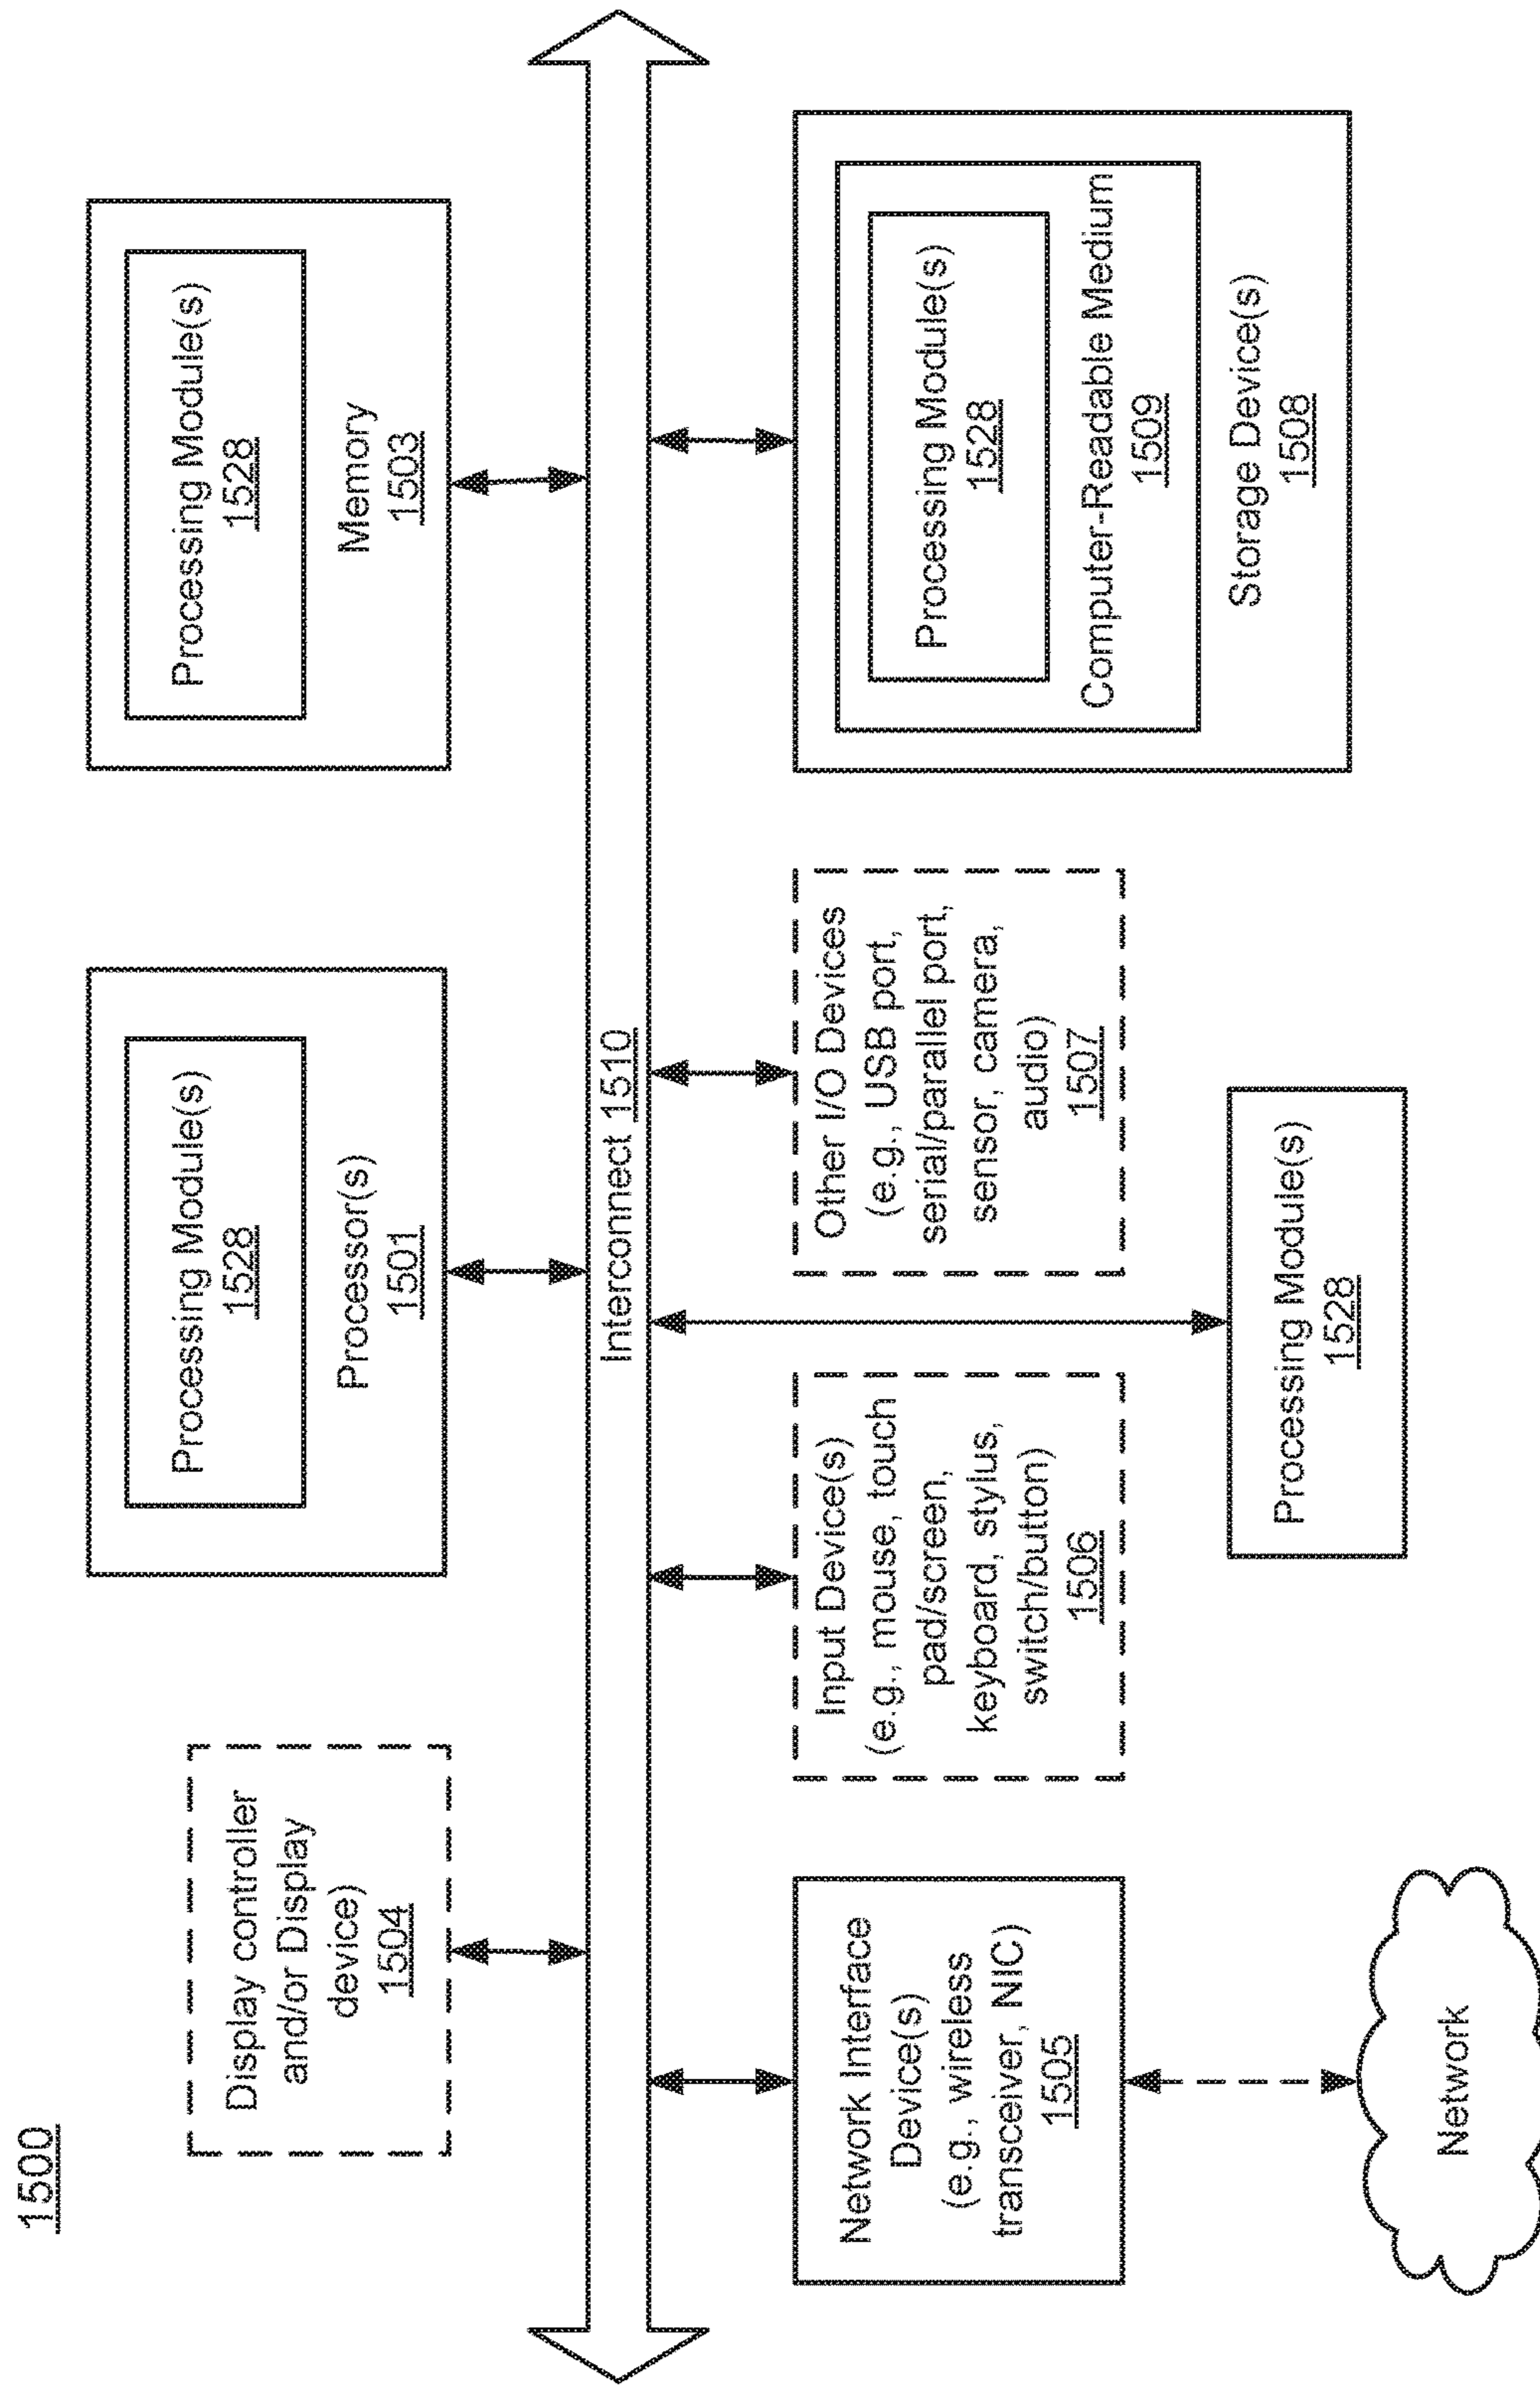 1500
Display controller
and/or Display
device)
1504
Processing Module(s)
1528
Processor(s)
1501
Processing Module(s)
1528
Memory
1503
Interconnect 1510
Network Interface
Device(s)
(e.g., wireless
transceiver, NIC)
1505
Input Device(s)
(e.g., mouse, touch
pad/screen,
keyboard, stylus,
switch/button)
1506
Other I/O Devices
(e.g., USB port,
serial/parallel port,
sensor, camera,
audio)
1507
Processing Module(s)
1528
Computer-Readable Medium
1509
Storage Device(s)
1508
Processing Module(s)
1528
Network